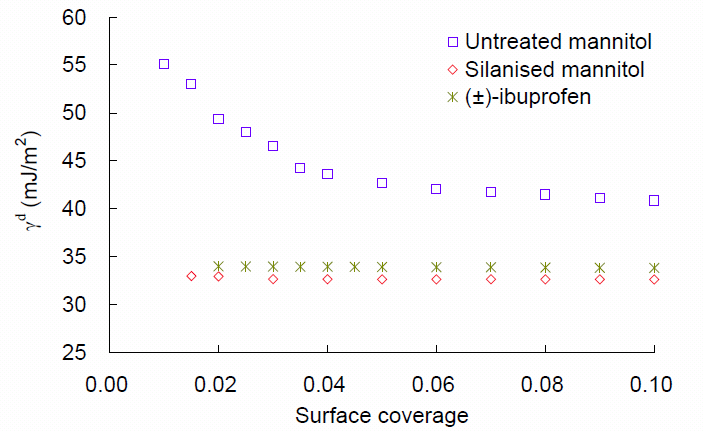 60
55
50
45
40
35
30
25
γᵈ (mJ/m²)
Untreated mannitol
Silanised mannitol
(±)-ibuprofen
0.00 0.02 0.04 0.06 0.08 0.10
Surface coverage